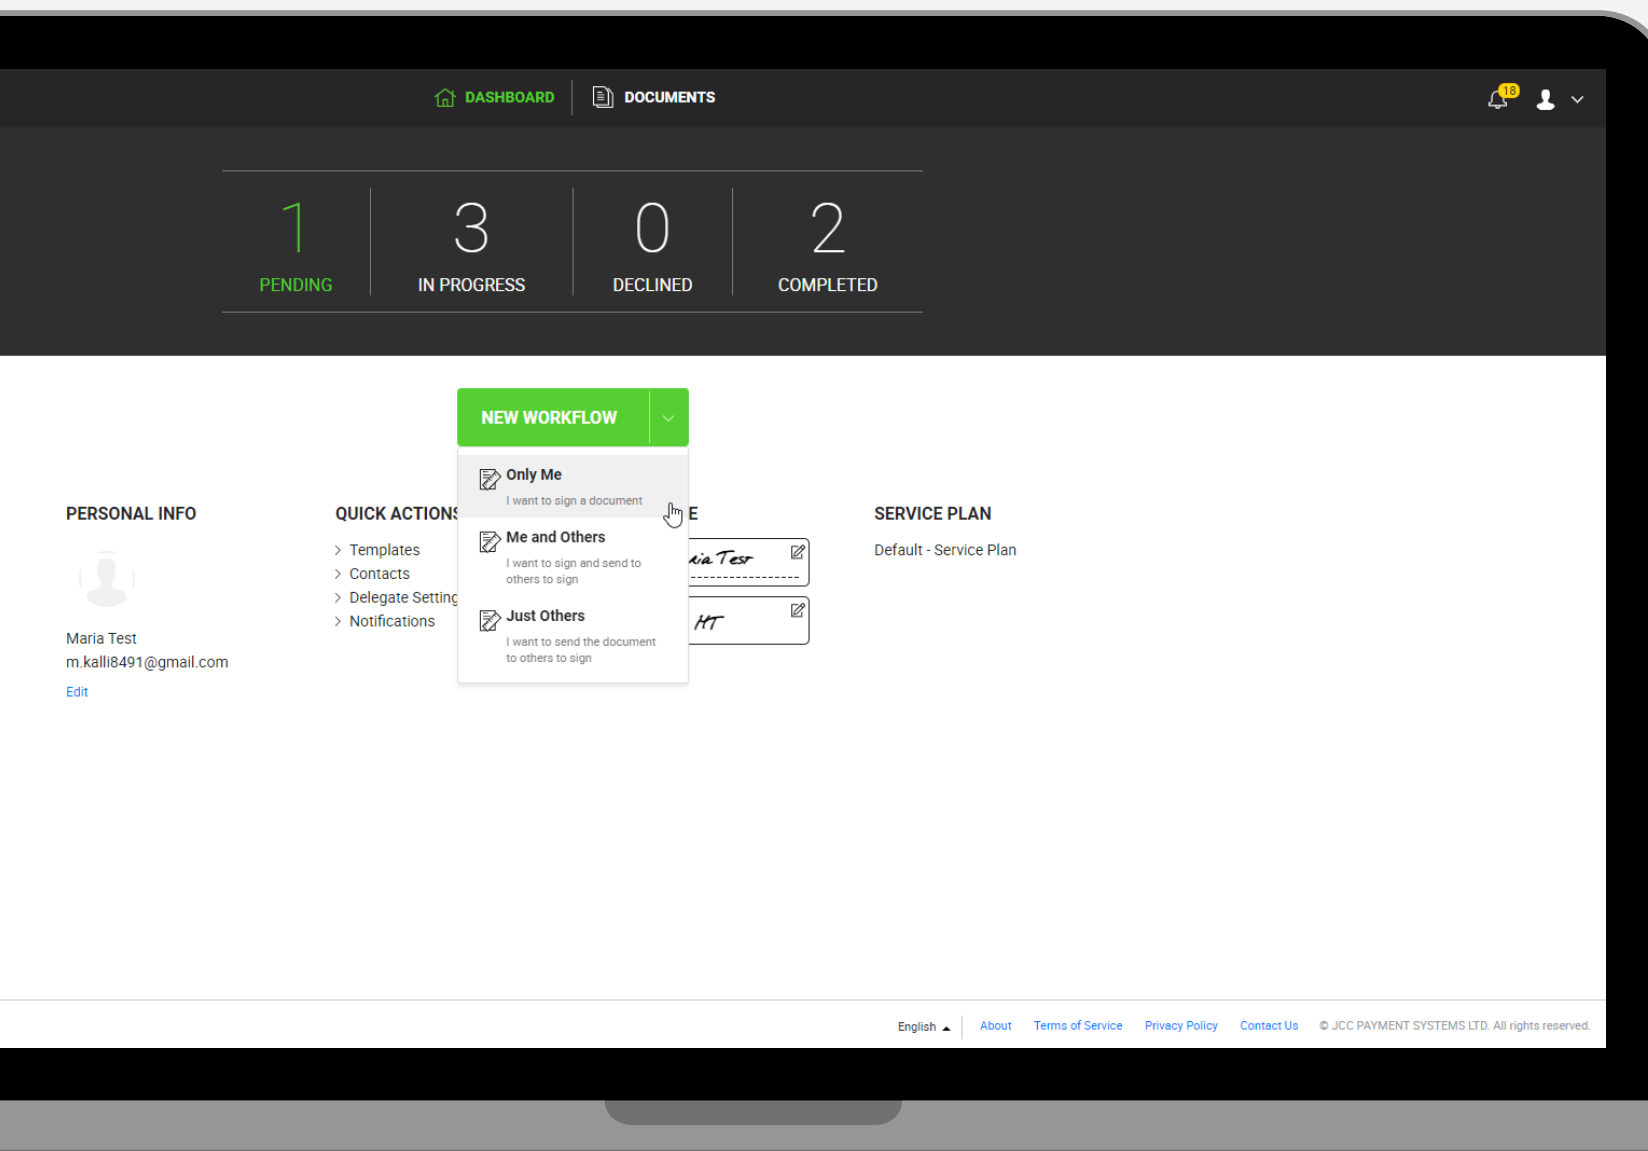 DASHBOARD
DOCUMENTS
18
1
3
0
2
PENDING
IN PROGRESS
DECLINED
COMPLETED
NEW WORKFLOW
Only Me
I want to sign a document
Me and Others
I want to sign and send to
others to sign
Just Others
I want to send the document
to others to sign
PERSONAL INFO
Maria Test
m.kalli8491@gmail.com
Edit
QUICK ACTIONS
Templates
Contacts
Delegate Setting
Notifications
E
Test
MT
SERVICE PLAN
Default - Service Plan
English
About
Terms of Service
Privacy Policy
Contact Us
© JCC PAYMENT SYSTEMS LTD. All rights reserved.